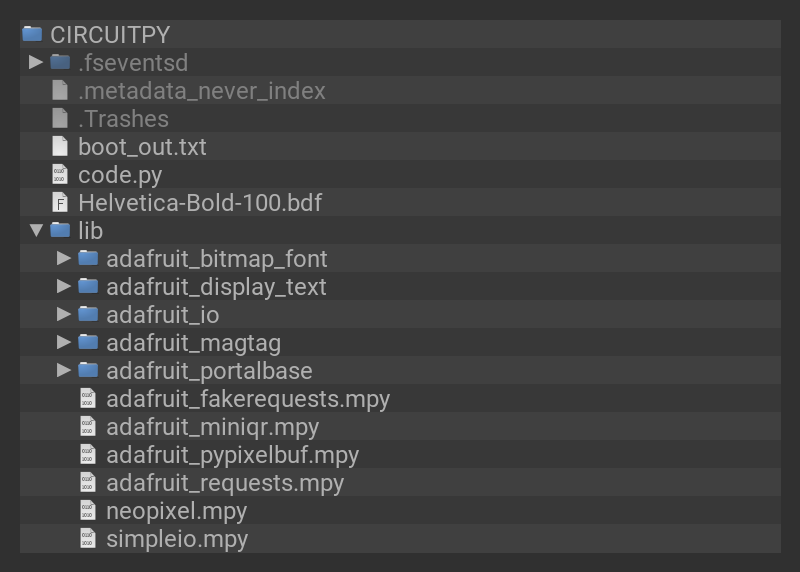 CIRCUITPY
.fseventsd
.metadata_never_index
.Trashes
boot_out.txt
code.py
Helvetica-Bold-100.bdf
lib
adafruit_bitmap_font
adafruit_display_text
adafruit_io
adafruit_magtag
adafruit_portalbase
adafruit_fakerequests.mpy
adafruit_miniqr.mpy
adafruit_pypixelbuf.mpy
adafruit_requests.mpy
neopixel.mpy
simpleio.mpy